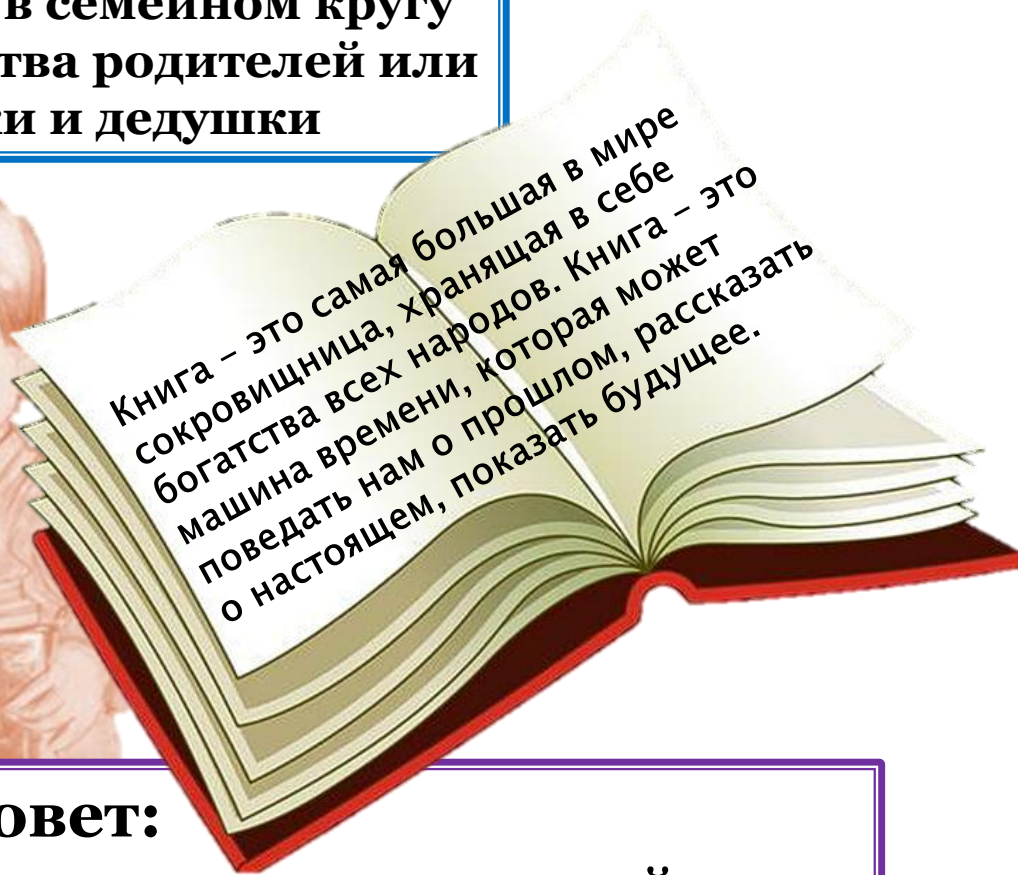 в семейном кругу
тва родителей или
ки и дедушки
Книга – это самая большая в мире
сокровищница, хранящая в себе
богатства всех народов. Книга – это
машина времени, которая может
поведать нам о прошлом, рассказать
о настоящем, показать будущее.
овет: